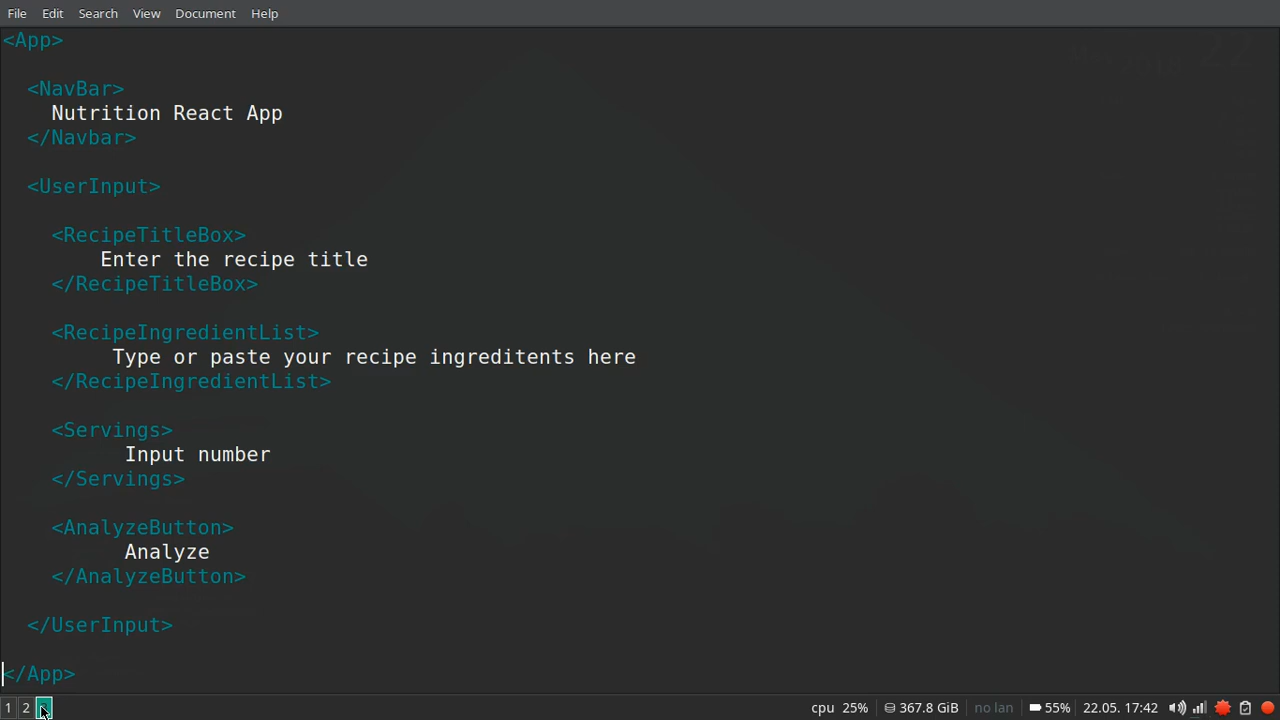 File Edit Search View Document Help
<App>
<NavBar>
Nutrition React App
</Navbar>
<UserInput>
<RecipeTitleBox>
Enter the recipe title
</RecipeTitleBox>
<RecipeIngredientList>
Type or paste your recipe ingreditents here
</RecipeIngredientList>
<Servings>
Input number
</Servings>
<AnalyzeButton>
Analyze
</AnalyzeButton>
</UserInput>
</App>
1 2 cpu 25% 367.8 GiB no lan 55% 22.05. 17:42